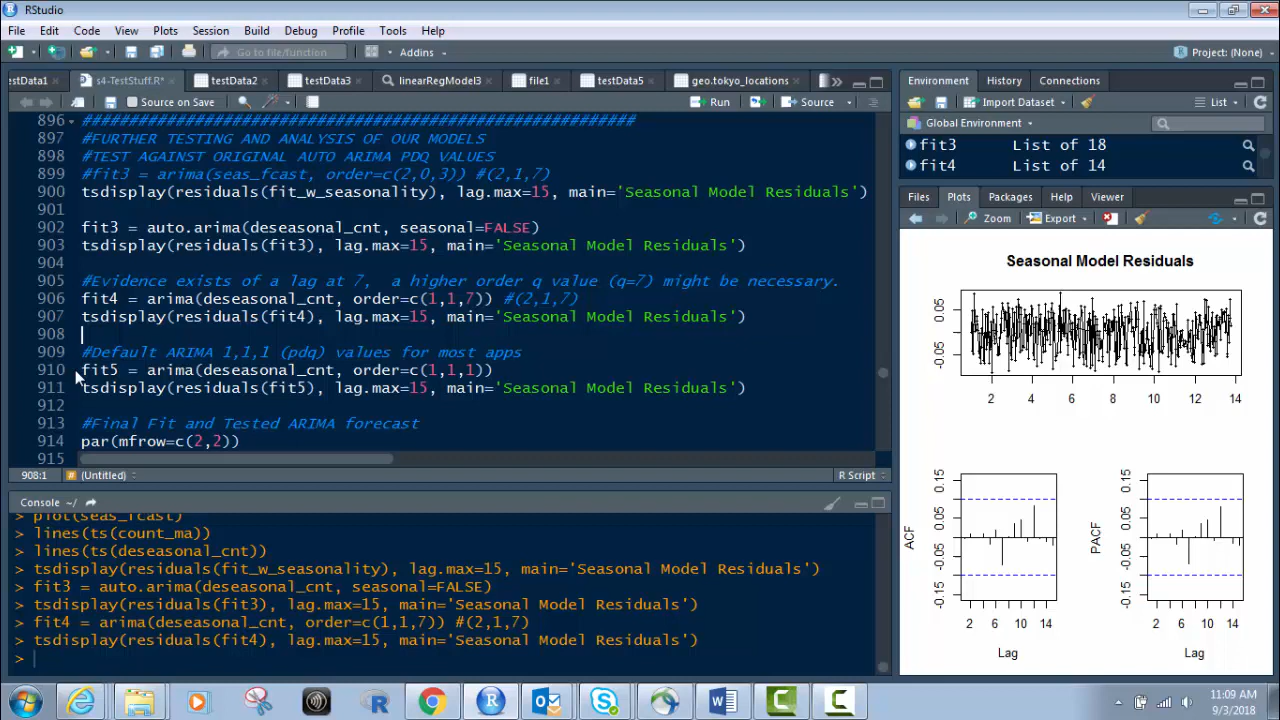 RStudio
File Edit Code View Plots Session Build Debug Profile Tools Help
Go to file/function Addins Project: (None)
stData1 s4-TestStuff.R* testData2 testData3 linearRegModel3 file1 testData5 geo.tokyo_locations
Source on Save Run Source
896 ############################################################
897 #FURTHER TESTING AND ANALYSIS OF OUR MODELS
898 #TEST AGAINST ORIGINAL AUTO ARIMA PDQ VALUES
899 #fit3 = arima(seas_fcast, order=c(2,0,3)) #(2,1,7)
900 tsdisplay(residuals(fit_w_seasonality), lag.max=15, main='Seasonal Model Residuals')
901
902 fit3 = auto.arima(deseasonal_cnt, seasonal=FALSE)
903 tsdisplay(residuals(fit3), lag.max=15, main='Seasonal Model Residuals')
904
905 #Evidence exists of a lag at 7,  a higher order q value (q=7) might be necessary.
906 fit4 = arima(deseasonal_cnt, order=c(1,1,7)) #(2,1,7)
907 tsdisplay(residuals(fit4), lag.max=15, main='Seasonal Model Residuals')
908
909 #Default ARIMA 1,1,1 (pdq) values for most apps
910 fit5 = arima(deseasonal_cnt, order=c(1,1,1))
911 tsdisplay(residuals(fit5), lag.max=15, main='Seasonal Model Residuals')
912
913 #Final Fit and Tested ARIMA forecast
914 par(mfrow=c(2,2))
915
908:1 (Untitled) R Script
Console ~/
> plot(seas_fcast)
> lines(ts(count_ma))
> lines(ts(deseasonal_cnt))
> tsdisplay(residuals(fit_w_seasonality), lag.max=15, main='Seasonal Model Residuals')
> fit3 = auto.arima(deseasonal_cnt, seasonal=FALSE)
> tsdisplay(residuals(fit3), lag.max=15, main='Seasonal Model Residuals')
> fit4 = arima(deseasonal_cnt, order=c(1,1,7)) #(2,1,7)
> tsdisplay(residuals(fit4), lag.max=15, main='Seasonal Model Residuals')
>
Environment History Connections
Import Dataset List
Global Environment
fit3 List of 18
fit4 List of 14
Files Plots Packages Help Viewer
Zoom Export
Seasonal Model Residuals
0.05
-0.05
2 4 6 8 10 12 14
ACF
0.15
0.05
-0.05
-0.15
2 6 10 14
Lag
PACF
0.15
0.05
-0.05
-0.15
2 6 10 14
Lag
11:09 AM
9/3/2018